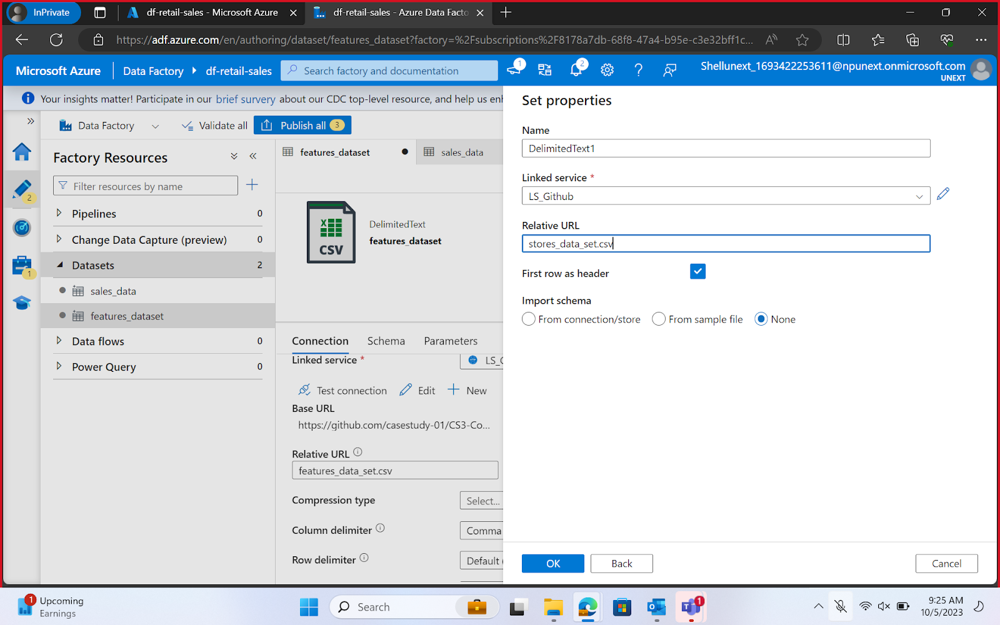 InPrivate
df-retail-sales - Microsoft Azure
df-retail-sales - Azure Data Facto
https://adf.azure.com/en/authoring/dataset/features_dataset?factory=%2Fsubscriptions%2F8178a7db-68f8-47a4-b95e-c3e32bff1c...
Microsoft Azure
Data Factory
df-retail-sales
Search factory and documentation
1
2
Shellunext_1693422253611@npunext.onmicrosoft.com
UNEXT
Your insights matter! Participate in our brief survery about our CDC top-level resource, and help us enh
Data Factory
Validate all
Publish all 3
Factory Resources
Filter resources by name
2
1
Pipelines 0
Change Data Capture (preview) 0
Datasets 2
sales_data
features_dataset
Data flows 0
Power Query 0
features_dataset
sales_data
X
CSV
DelimitedText
features_dataset
Connection Schema Parameters
Linked service *
LS_G
Test connection
Edit
New
Base URL
https://github.com/casestudy-01/CS3-Co...
Relative URL
features_data_set.csv
Compression type
Select...
Column delimiter
Comma
Row delimiter
Default (
Set properties
Name
DelimitedText1
Linked service *
LS_Github
Relative URL
stores_data_set.csv
First row as header
Import schema
From connection/store From sample file None
OK
Back
Cancel
1
Upcoming
Earnings
Search
1
9:25 AM
10/5/2023